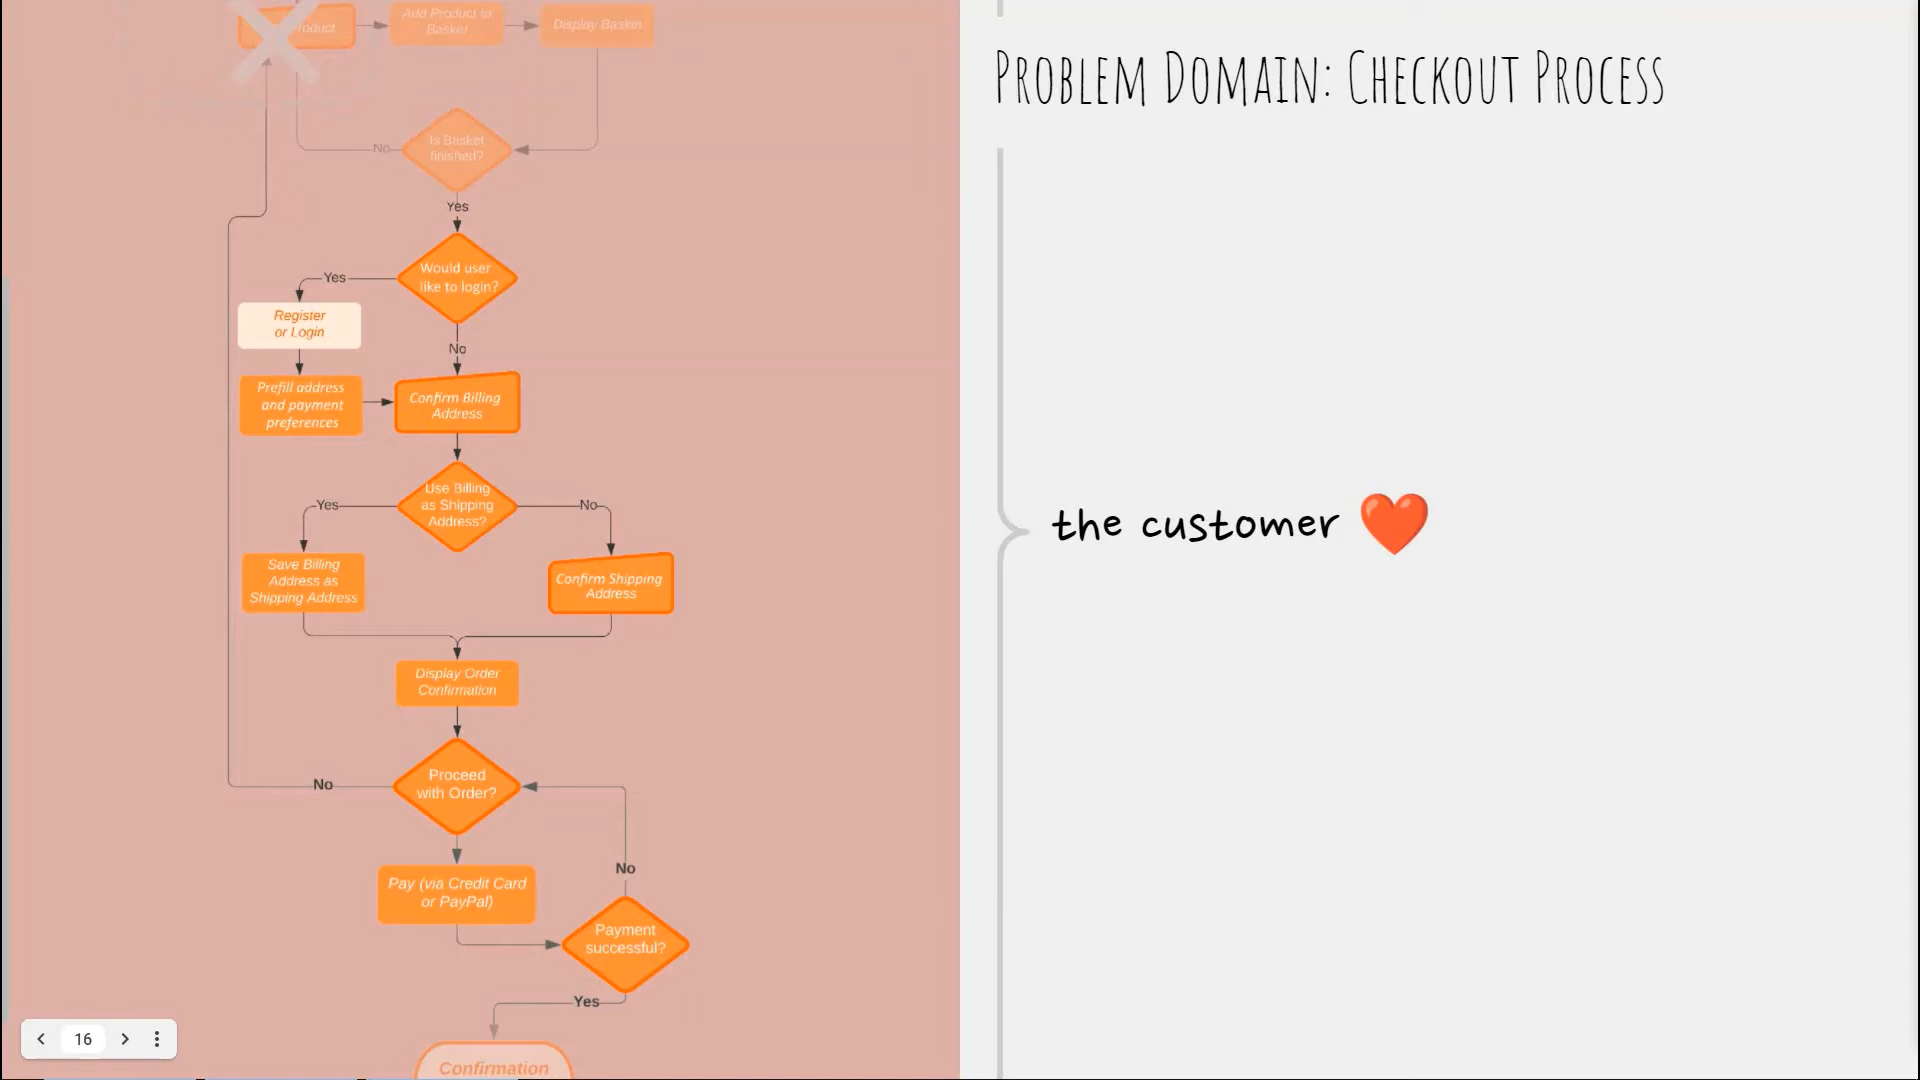 roduct
Add Product to
Basket
Display Basket
PROBLEM DOMAIN: CHECKOUT PROCESS
No
Is Basket
finished?
Yes
Would user
like to login?
Yes
Register
or Login
No
Prefill address
and payment
preferences
Confirm Billing
Address
Use Billing
as Shipping
Address?
Yes
No
the customer ❤️
Save Billing
Address as
Shipping Address
Confirm Shipping
Address
Display Order
Confirmation
Proceed
with Order?
No
No
Pay (via Credit Card
or PayPal)
Payment
successful?
Yes
16
Confirmation